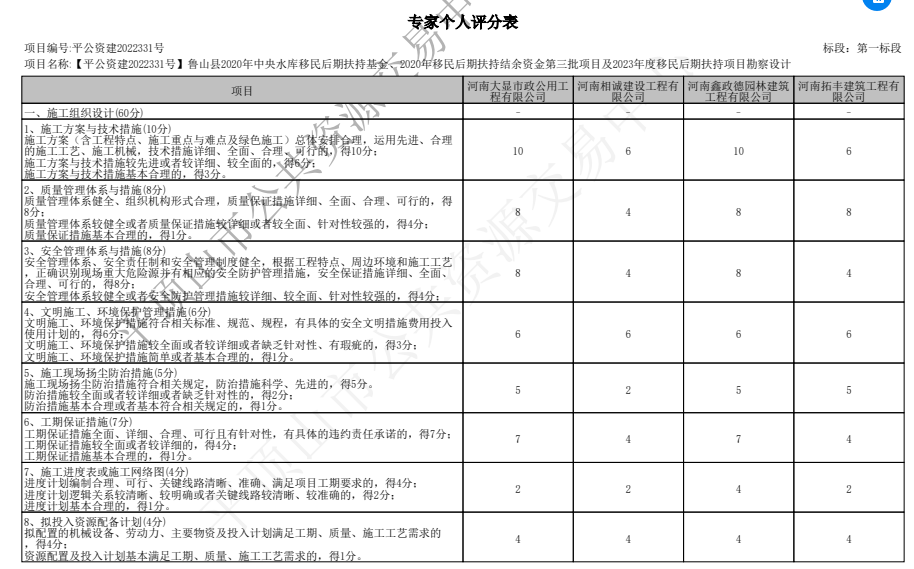 专家个人评分表
项目编号:平公资建2022331号
标段：第一标段
项目名称:【平公资建2022331号】鲁山县2020年中央水库移民后期扶持基金、2020年移民后期扶持结余资金第三批项目及2023年度移民后期扶持项目勘察设计
项目
河南大昰市政公用工程有限公司
河南相诚建设工程有限公司
河南鑫政德园林建筑工程有限公司
河南拓丰建筑工程有限公司
一、施工组织设计(60分)
- - - -
1、施工方案与技术措施(10分)
施工方案（含工程特点、施工重点与难点及绿色施工）总体安排合理，运用先进、合理
的施工工艺、施工机械，技术措施详细、全面、合理、可行的，得10分；
施工方案与技术措施较先进或者较详细、较全面的，得6分；
施工方案与技术措施基本合理的，得3分。
10 6 10 6
2、质量管理体系与措施(8分)
质量管理体系健全、组织机构形式合理，质量保证措施详细、全面、合理、可行的，得
8分；
质量管理体系较健全或者质量保证措施较详细或者较全面、针对性较强的，得4分；
质量保证措施基本合理的，得1分。
8 4 8 8
3、安全管理体系与措施(8分)
安全管理体系、安全责任制和安全管理制度健全，根据工程特点、周边环境和施工工艺
，正确识别现场重大危险源并有相应的安全防护管理措施，安全保证措施详细、全面、
合理、可行的，得8分；
安全管理体系较健全或者安全防护管理措施较详细、较全面、针对性较强的，得4分；
8 4 8 4
4、文明施工、环境保护管理措施(6分)
文明施工、环境保护措施符合相关标准、规范、规程，有具体的安全文明措施费用投入
使用计划的，得6分；
文明施工、环境保护措施较全面或者较详细或者缺乏针对性、有瑕疵的，得3分；
文明施工、环境保护措施简单或者基本合理的，得1分。
6 6 6 6
5、施工现场扬尘防治措施(5分)
施工现场扬尘防治措施符合相关规定，防治措施科学、先进的，得5分。
防治措施较全面或者较详细或者缺乏针对性的，得2分；
防治措施基本合理或者基本符合相关规定的，得1分。
5 2 5 5
6、工期保证措施(7分)
工期保证措施全面、详细、合理、可行且有针对性，有具体的违约责任承诺的，得7分；
工期保证措施较全面或者较详细的，得4分；
工期保证措施基本合理的，得1分。
7 4 7 4
7、施工进度表或施工网络图(4分)
进度计划编制合理、可行、关键线路清晰、准确、满足项目工期要求的，得4分；
进度计划逻辑关系较清晰、较明确或者关键线路较清晰、较准确的，得2分；
进度计划基本合理的，得1分。
2 2 4 2
8、拟投入资源配备计划(4分)
拟配置的机械设备、劳动力、主要物资及投入计划满足工期、质量、施工工艺需求的
，得4分；
资源配置及投入计划基本满足工期、质量、施工工艺需求的，得1分。
4 4 4 4
平顶山市公共资源交易中
平顶山市公共资源交易中